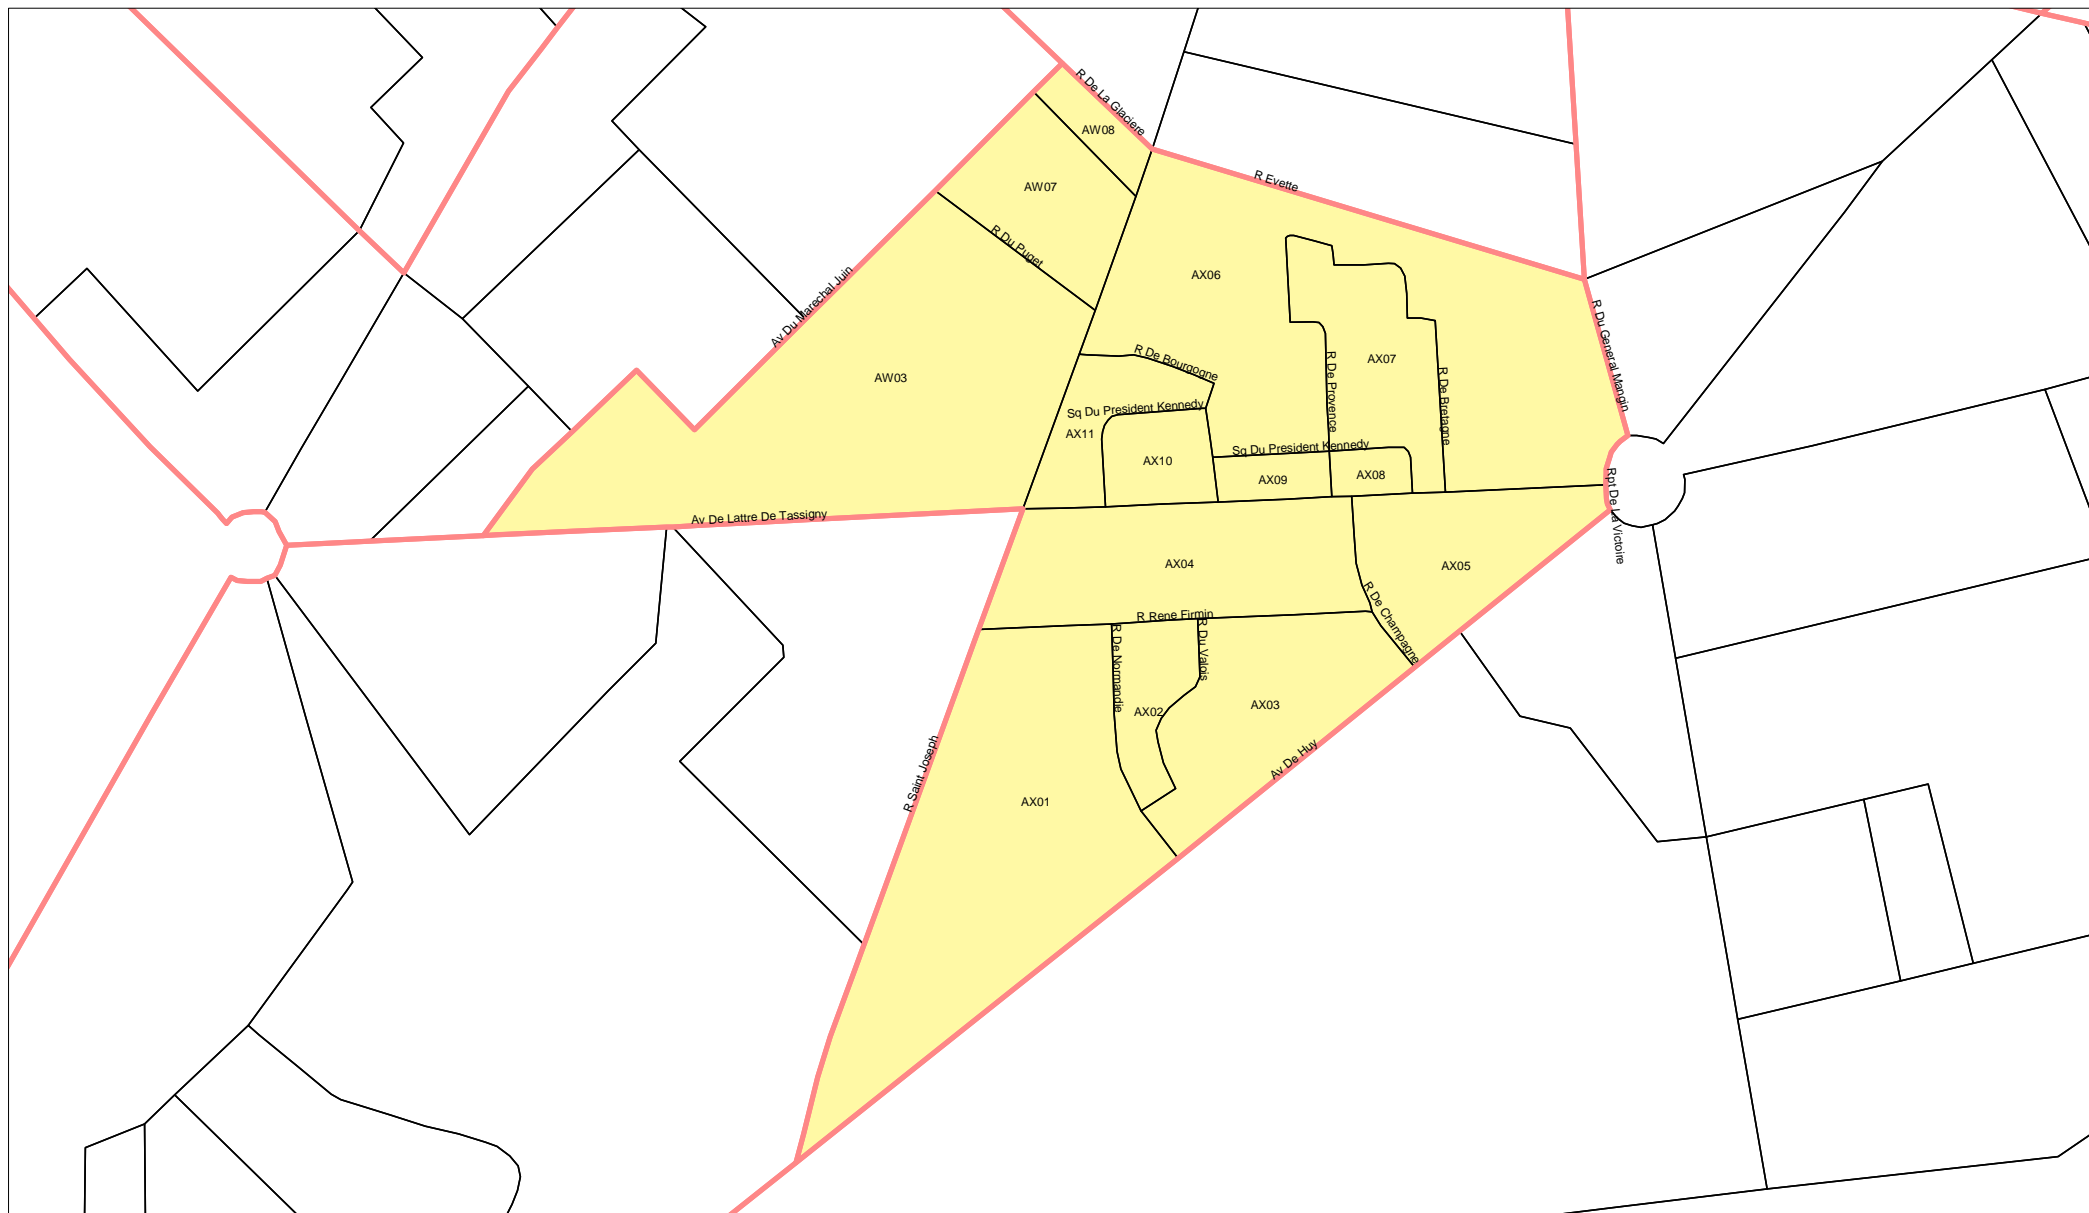 R De La Glaciere
AW08
R Evette
AW07
R Du Puget
AX06
Av Du Marechal Juin
R Du General Mangin
R De Bourgogne
R De Provence
AX07
R De Bretagne
AW03
Sq Du President Kennedy
AX11
Sq Du President Kennedy
AX10
AX09
AX08
Rpt De La Victoire
Av De Lattre De Tassigny
AX04
AX05
R De Champagne
R Rene Firmin
R De Normandie
R Du Valois
AX02
AX03
R Saint Joseph
Av De Huy
AX01